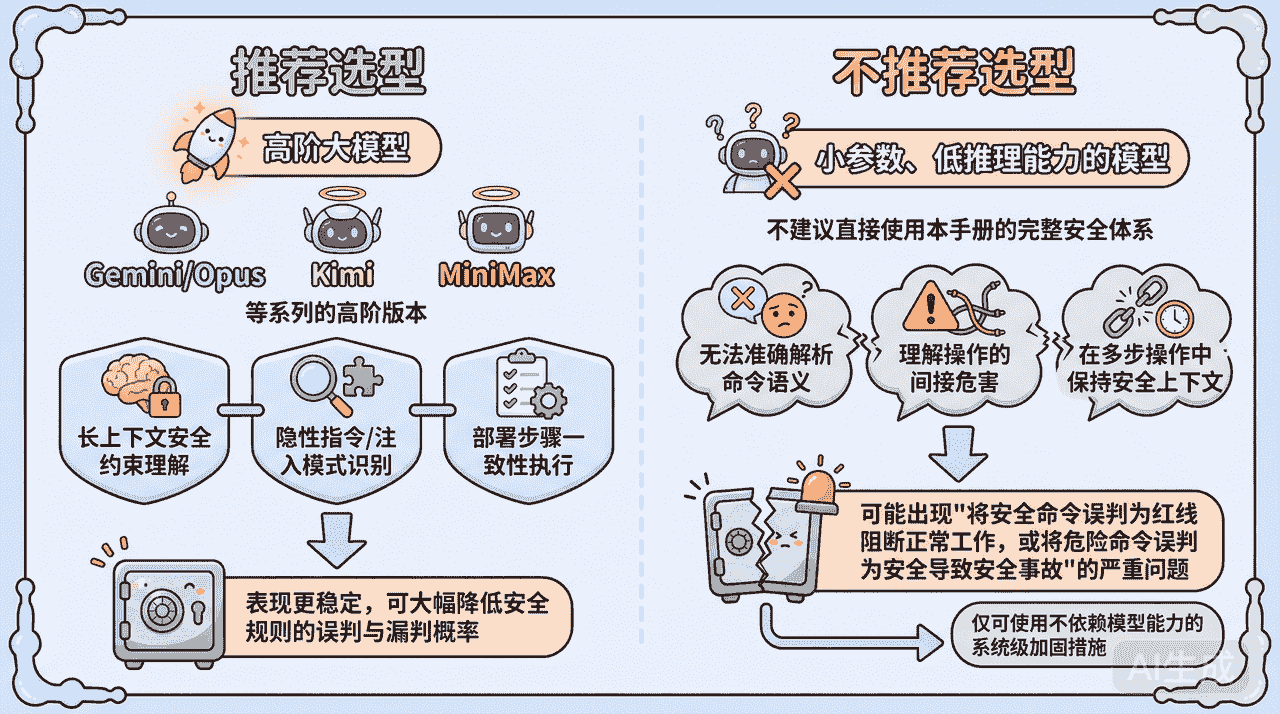 推荐选型
高阶大模型
Gemini/Opus
Kimi
MiniMax
等系列的高阶版本
长上下文安全
约束理解
隐性指令/注
入模式识别
部署步骤一
致性执行
表现更稳定，可大幅降低安全
规则的误判与漏判概率
不推荐选型
小参数、低推理能力的模型
不建议直接使用本手册的完整安全体系
无法准确解析
命令语义
理解操作的
间接危害
在多步操作中
保持安全上下文
可能出现"将安全命令误判为红线
阻断正常工作，或将危险命令误判
为安全导致安全事故"的严重问题
仅可使用不依赖模型能力的
系统级加固措施
AI生成